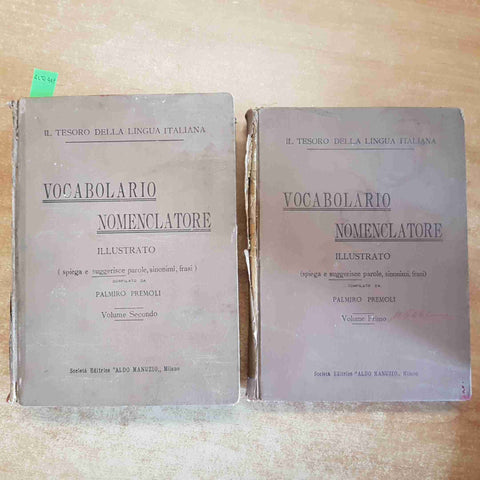 IL TESORO DELLA LINGUA ITALIANA
VOCABOLARIO
NOMENCLATORE
ILLUSTRATO
(spiega e suggerisce parole, sinonimi, frasi)
COMPILATO DA
PALMIRO PREMOLI
Volume Secondo
Società Editrice "ALDO MANUZIO,, Milano
IL TESORO DELLA LINGUA ITALIANA
VOCABOLARIO
NOMENCLATORE
ILLUSTRATO
(spiega e suggerisce parole, sinonimi, frasi)
COMPILATO DA
PALMIRO PREMOLI
Volume Primo
Società Editrice "ALDO MANUZIO,, Milano